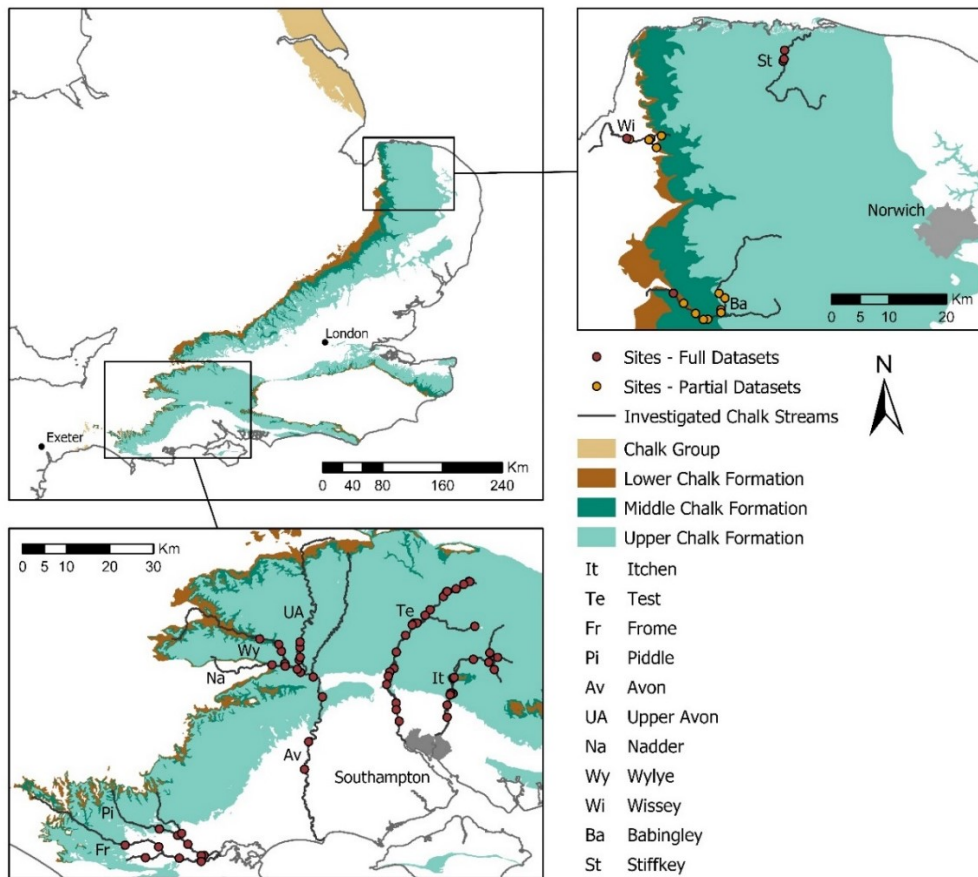 London
Exeter
Km
0 40 80 160 240
St
Wi
Norwich
Ba
Km
0 10 20
Km
0 5 10 20 30
UA
Te
Wy
Na
It
Av
Southampton
Pi
Fr
Sites - Full Datasets
Sites - Partial Datasets
Investigated Chalk Streams
Chalk Group
Lower Chalk Formation
Middle Chalk Formation
Upper Chalk Formation
N
It Itchen
Te Test
Fr Frome
Pi Piddle
Av Avon
UA Upper Avon
Na Nadder
Wy Wylye
Wi Wissey
Ba Babingley
St Stiffkey